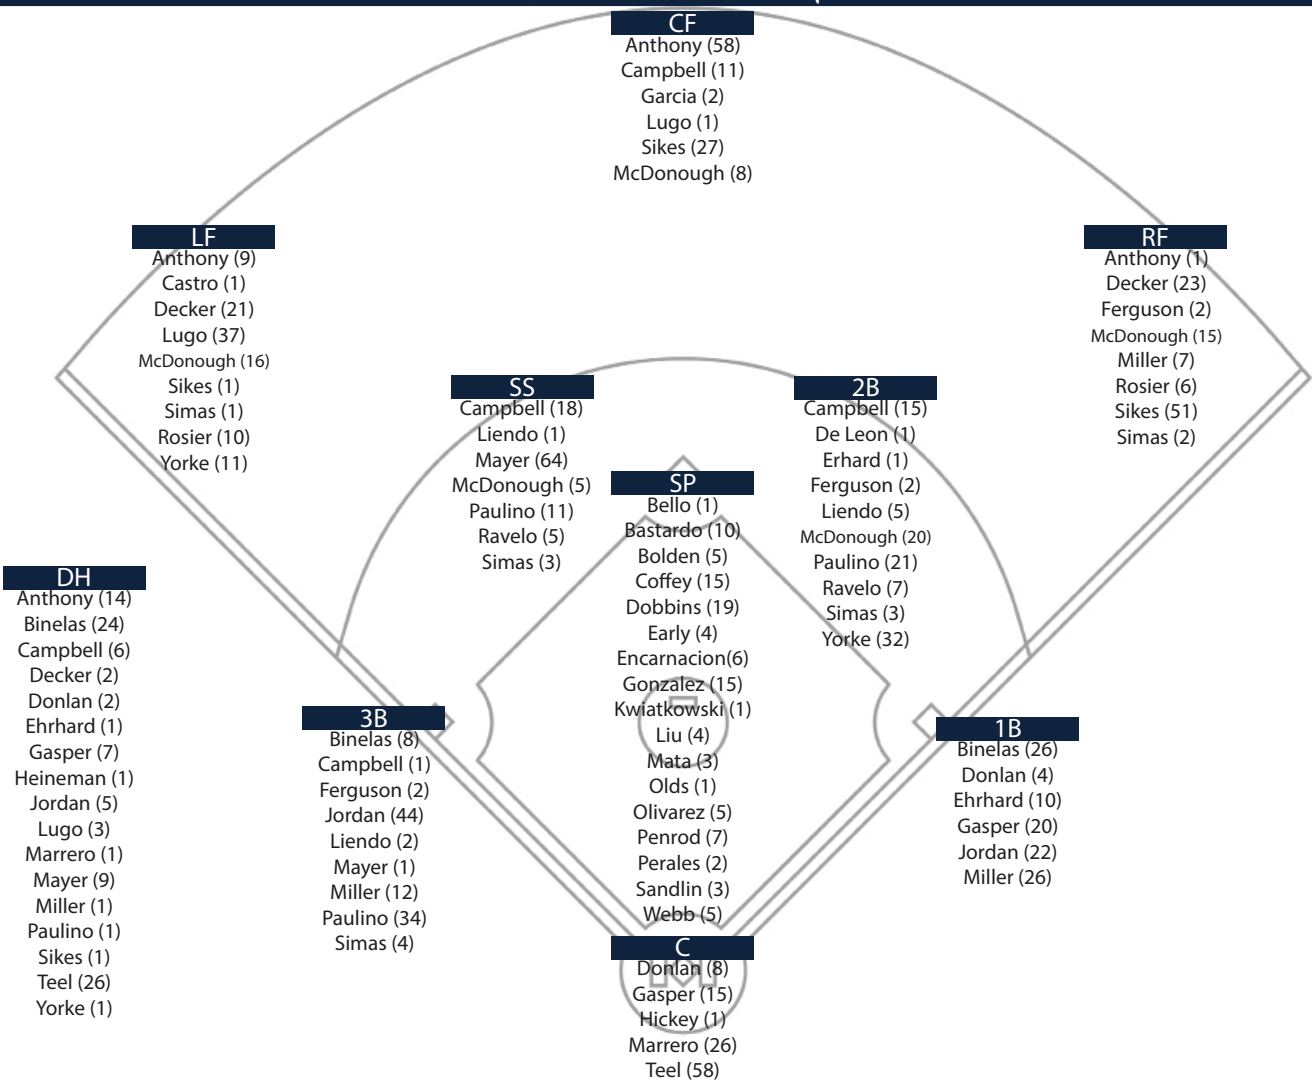 CF
Anthony (58)
Campbell (11)
Garcia (2)
Lugo (1)
Sikes (27)
McDonough (8)
LF
Anthony (9)
Castro (1)
Decker (21)
Lugo (37)
McDonough (16)
Sikes (1)
Simas (1)
Rosier (10)
Yorke (11)
RF
Anthony (1)
Decker (23)
Ferguson (2)
McDonough (15)
Miller (7)
Rosier (6)
Sikes (51)
Simas (2)
SS
Campbell (18)
Liendo (1)
Mayer (64)
McDonough (5)
Paulino (11)
Ravelo (5)
Simas (3)
2B
Campbell (15)
De Leon (1)
Erhard (1)
Ferguson (2)
Liendo (5)
McDonough (20)
Paulino (21)
Ravelo (7)
Simas (3)
Yorke (32)
SP
Bello (1)
Bastardo (10)
Bolden (5)
Coffey (15)
Dobbins (19)
Early (4)
Encarnacion(6)
Gonzalez (15)
Kwiatkowski (1)
Liu (4)
Mata (3)
Olds (1)
Olivarez (5)
Penrod (7)
Perales (2)
Sandlin (3)
Webb (5)
DH
Anthony (14)
Binelas (24)
Campbell (6)
Decker (2)
Donlan (2)
Ehrhard (1)
Gasper (7)
Heineman (1)
Jordan (5)
Lugo (3)
Marrero (1)
Mayer (9)
Miller (1)
Paulino (1)
Sikes (1)
Teel (26)
Yorke (1)
3B
Binelas (8)
Campbell (1)
Ferguson (2)
Jordan (44)
Liendo (2)
Mayer (1)
Miller (12)
Paulino (34)
Simas (4)
1B
Binelas (26)
Donlan (4)
Ehrhard (10)
Gasper (20)
Jordan (22)
Miller (26)
C
Donlan (8)
Gasper (15)
Hickey (1)
Marrero (26)
Teel (58)